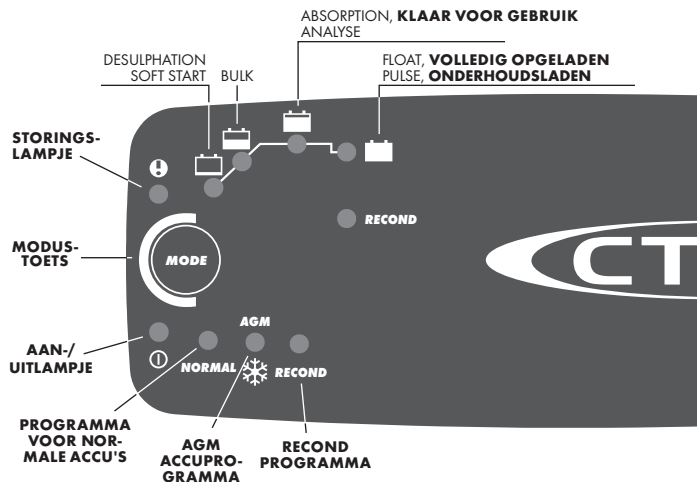 ABSORPTION, KLAAR VOOR GEBRUIK
ANALYSE
DESULPHATION
SOFT START
BULK
FLOAT, VOLLEDIG OPGELADEN
PULSE, ONDERHOUDSLADEN
STORINGS-
LAMPJE
RECOND
MODUS-
TOETS
MODE
CT
AGM
AAN-/
UITLAMPJE
NORMAL
RECOND
PROGRAMMA
VOOR NOR-
MALE ACCU'S
AGM
ACCUPRO-
GRAMMA
RECOND
PROGRAMMA